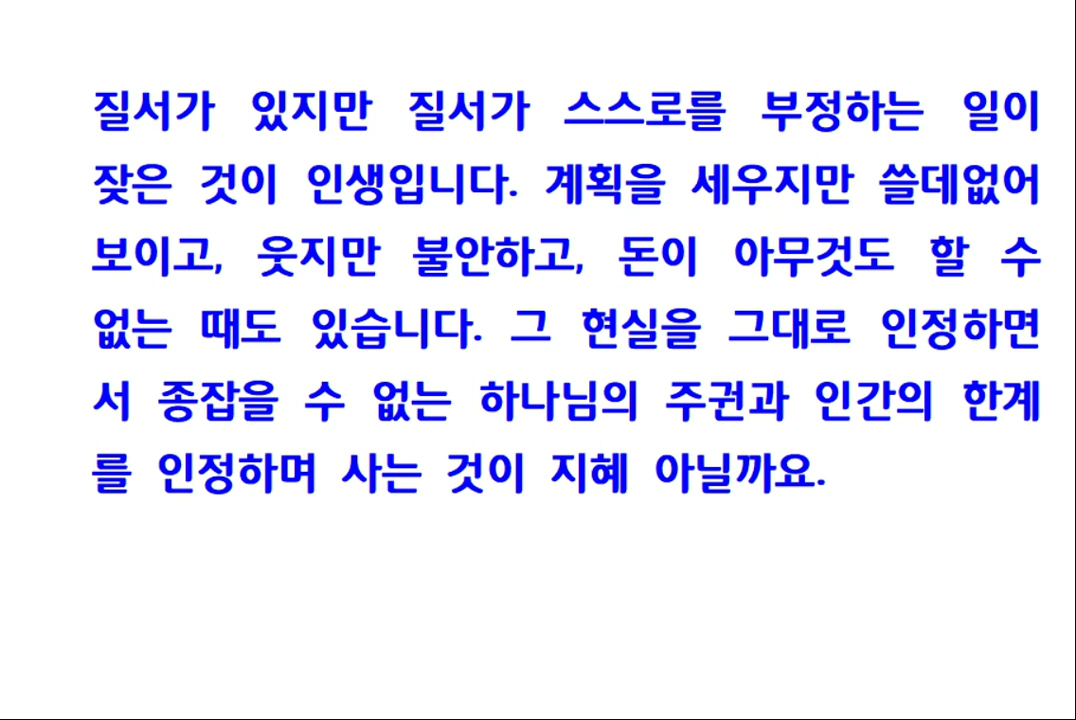 질서가 있지만 질서가 스스로를 부정하는 일이
잦은 것이 인생입니다. 계획을 세우지만 쓸데없어
보이고, 웃지만 불안하고, 돈이 아무것도 할 수
없는 때도 있습니다. 그 현실을 그대로 인정하면
서 종잡을 수 없는 하나님의 주권과 인간의 한계
를 인정하며 사는 것이 지혜 아닐까요.